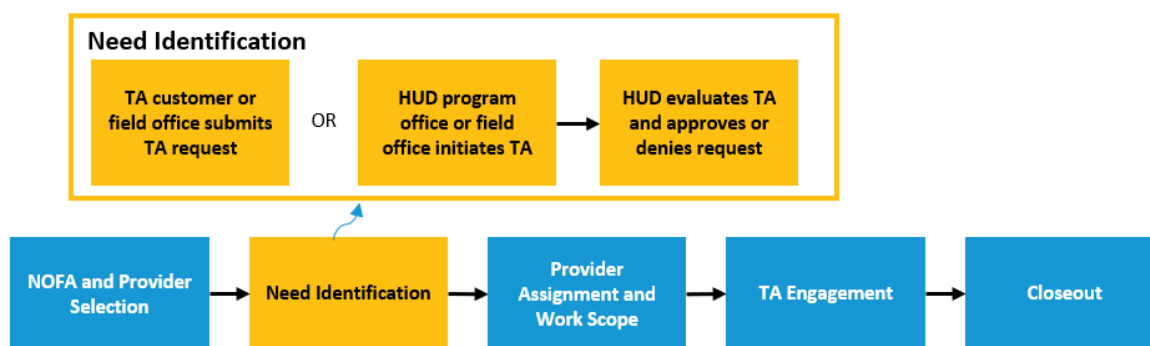 Need Identification
TA customer or
field office submits
TA request
OR
HUD program
office or field
office initiates TA
HUD evaluates TA
and approves or
denies request
NOFA and Provider
Selection
Need Identification
Provider
Assignment and
Work Scope
TA Engagement
Closeout